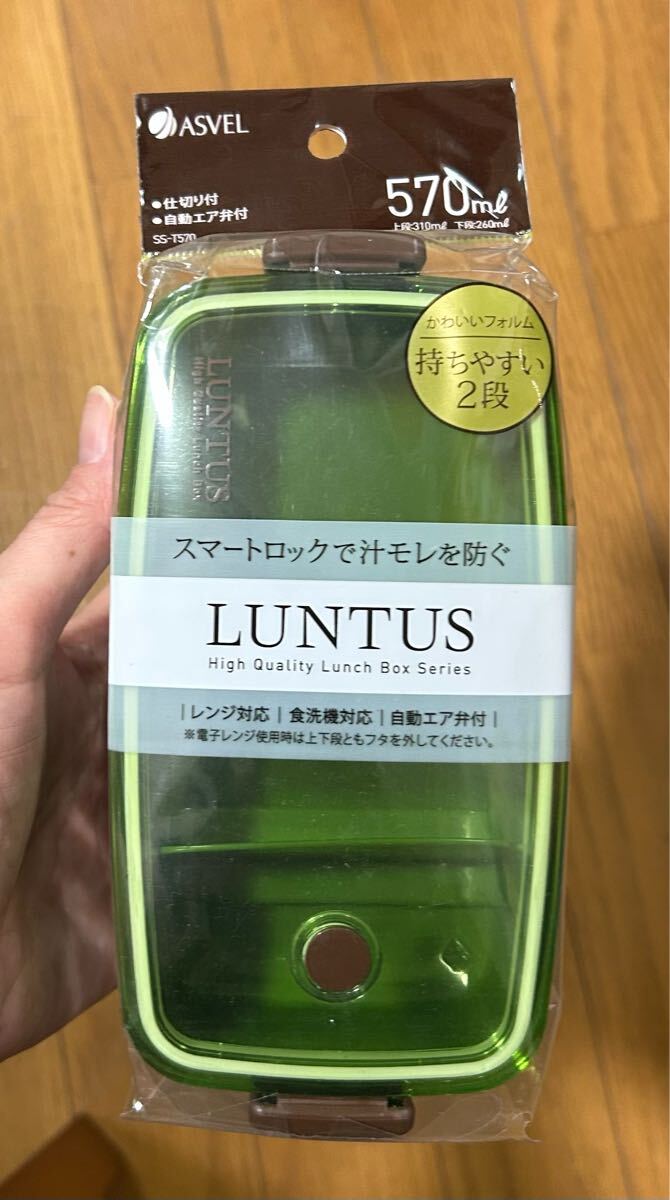 ASVEL
●仕切り付
●自動エア弁付
SS-T570
570mℓ
上段:310mℓ 下段:260mℓ
かわいいフォルム
持ちやすい
2段
LUNTUS
High Quality Lunch Box
スマートロックで汁モレを防ぐ
LUNTUS
High Quality Lunch Box Series
|レンジ対応|食洗機対応|自動エア弁付|
※電子レンジ使用時は上下段ともフタを外してください。